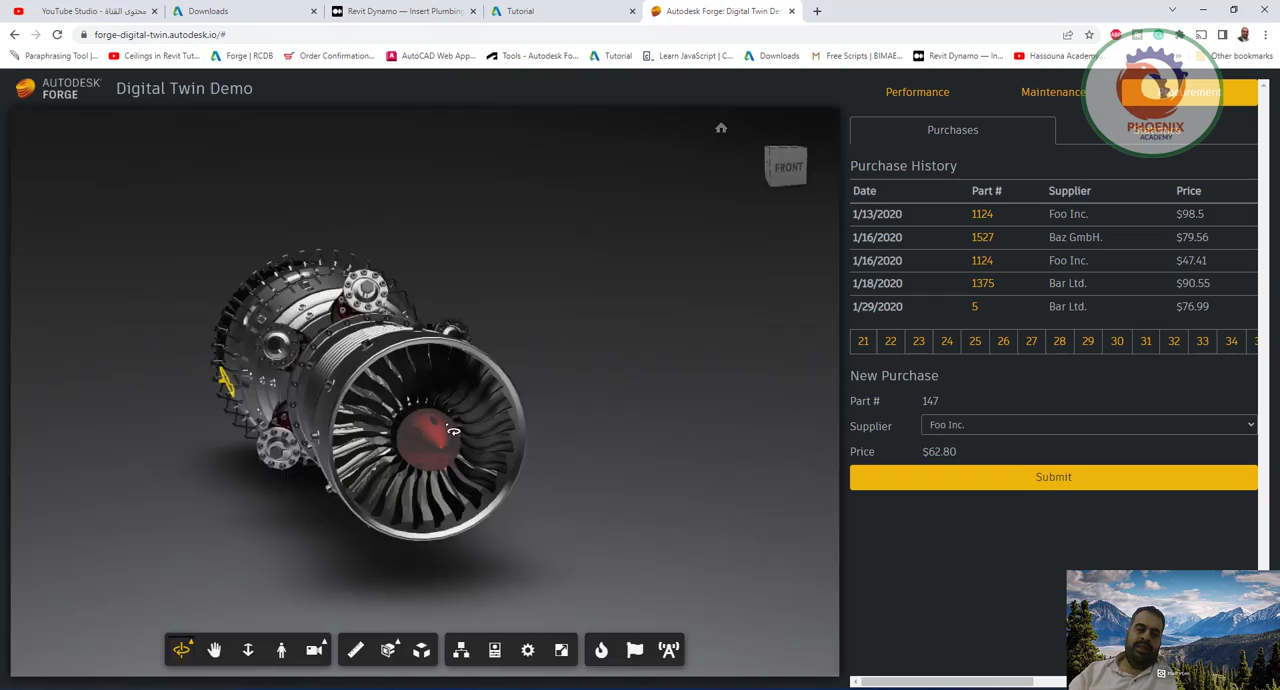 YouTube Studio - محتوى القناة
Downloads
Revit Dynamo — Insert Plumbing
Tutorial
Autodesk Forge: Digital Twin De
forge-digital-twin.autodesk.io/#
Paraphrasing Tool |...
Ceilings in Revit Tut...
Forge | RCDB
Order Confirmation...
AutoCAD Web App...
Tools - Autodesk Fo...
Tutorial
Learn JavaScript | C...
Downloads
Free Scripts | BIMAE...
Revit Dynamo — In...
Hassouna Academy...
Other bookmarks
AUTODESK
FORGE
Digital Twin Demo
Performance
Maintenance
Procurement
PHOENIX
ACADEMY
Purchases
FRONT
Purchase History
Date Part # Supplier Price
1/13/2020 1124 Foo Inc. $98.5
1/16/2020 1527 Baz GmbH. $79.56
1/16/2020 1124 Foo Inc. $47.41
1/18/2020 1375 Bar Ltd. $90.55
1/29/2020 5 Bar Ltd. $76.99
21 22 23 24 25 26 27 28 29 30 31 32 33 34
New Purchase
Part # 147
Supplier Foo Inc.
Price $62.80
Submit